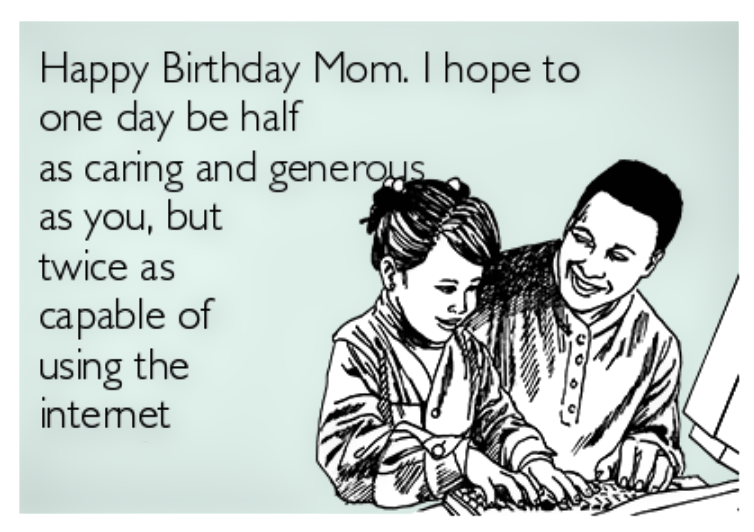 Happy Birthday Mom. I hope to
one day be half
as caring and generous
as you, but
twice as
capable of
using the
internet